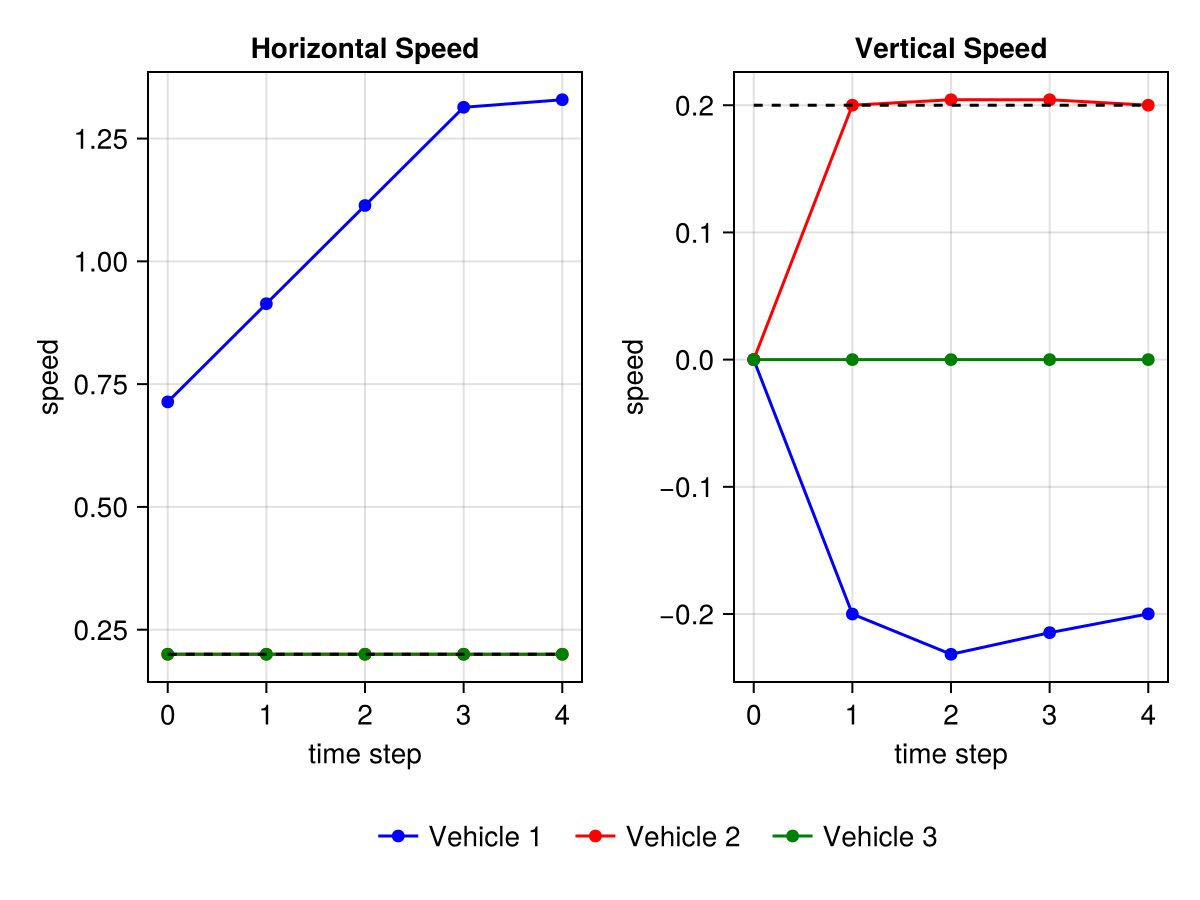 Horizontal Speed
speed
1.25
1.00
0.75
0.50
0.25
0 1 2 3 4
time step
Vertical Speed
speed
0.2
0.1
0.0
−0.1
−0.2
0 1 2 3 4
time step
Vehicle 1 Vehicle 2 Vehicle 3